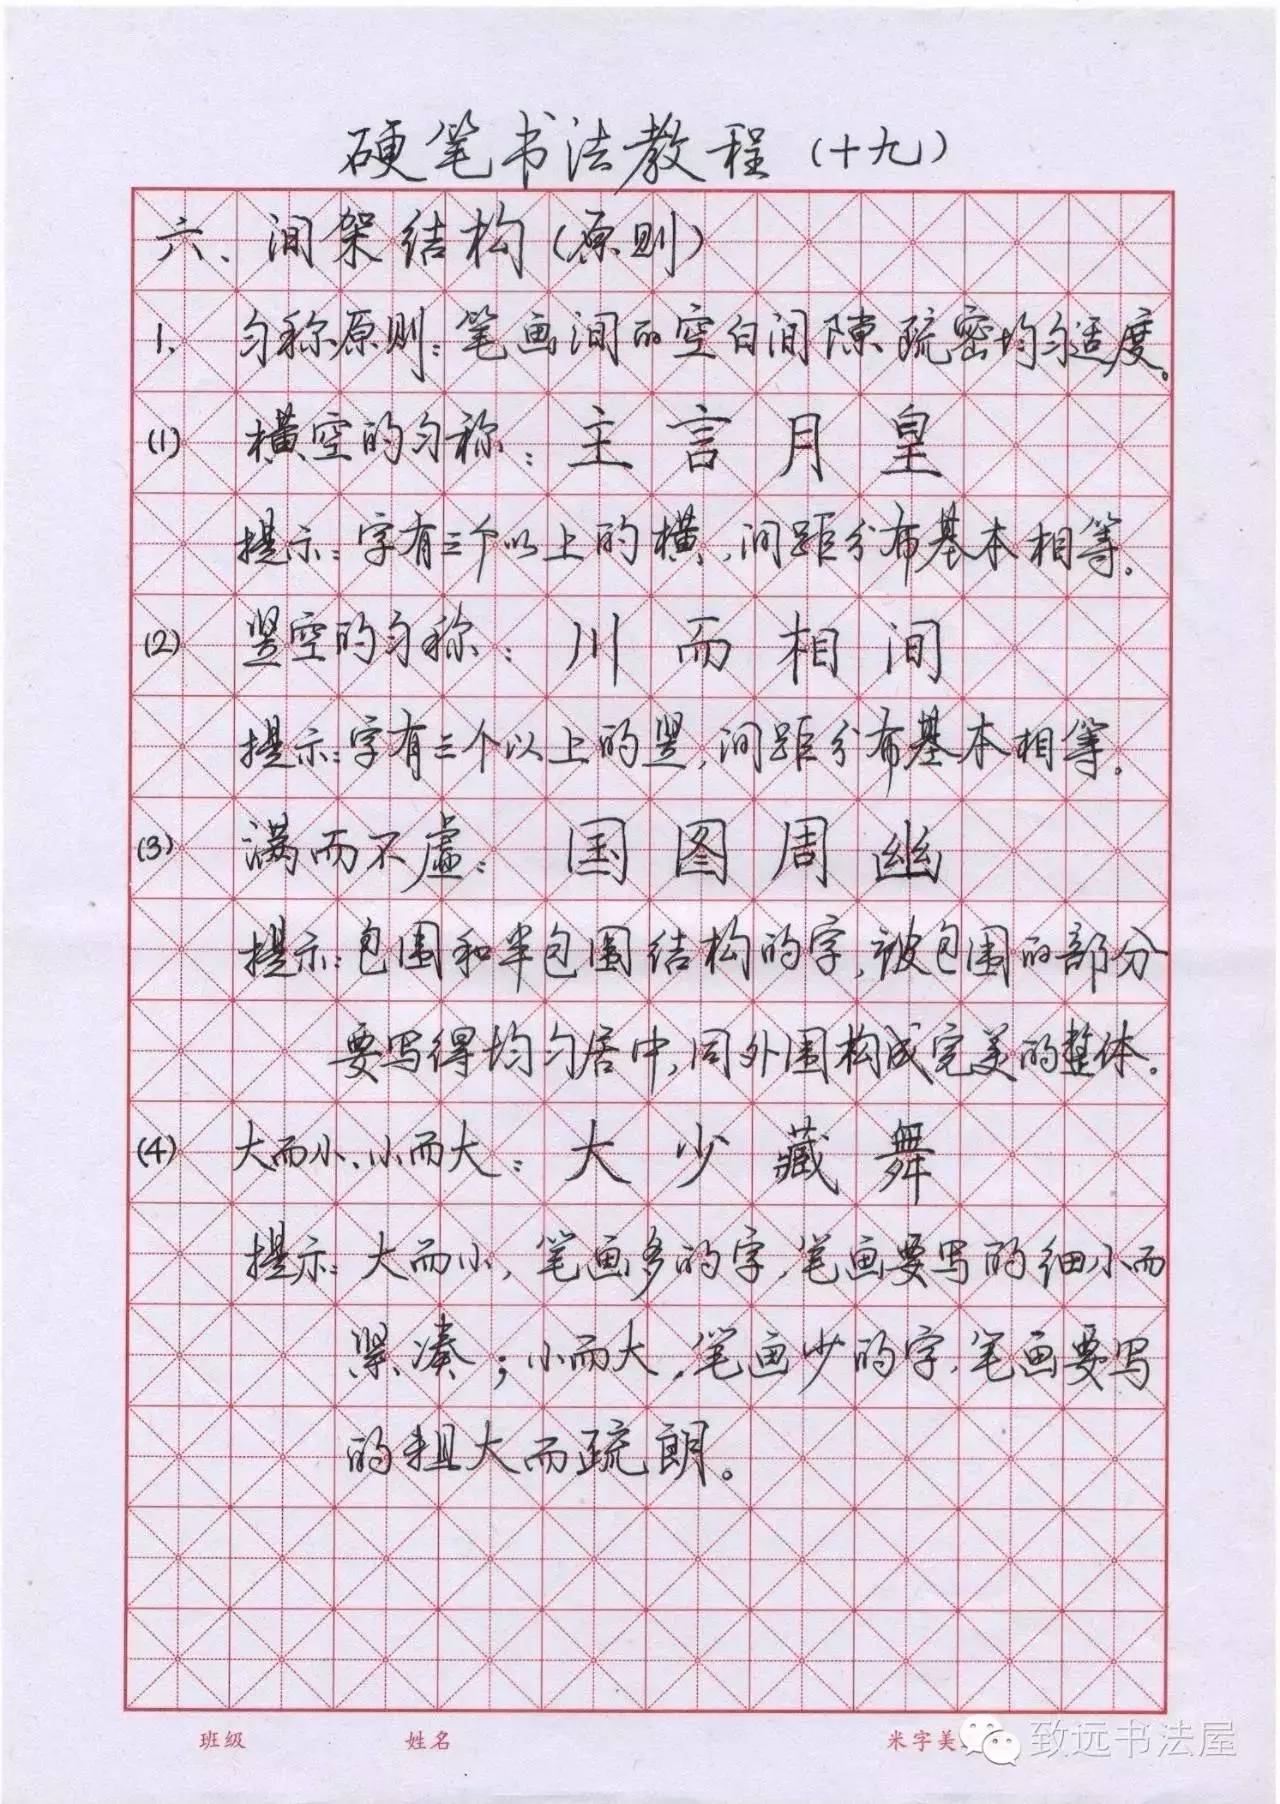 硬笔书法教程（十九）
六、间架结构（原则）
1、匀称原则：笔画间的空白间隙疏密均匀适度。
(1) 横空的匀称：主言月皇
提示：字有三个以上的横，间距分布基本相等。
(2) 竖空的匀称：川而相间
提示：字有三个以上的竖，间距分布基本相等。
(3) 满而不虚：国图周幽
提示：包围和半包围结构的字，被包围的部分
要写得均匀居中，同外围构成完美的整体。
(4) 大而小、小而大：大少藏舞
提示：大而小，笔画多的字，笔画要写的细小而
紧凑；小而大，笔画少的字，笔画要写
的粗大而疏朗。
班级 姓名 米字美
致远书法屋